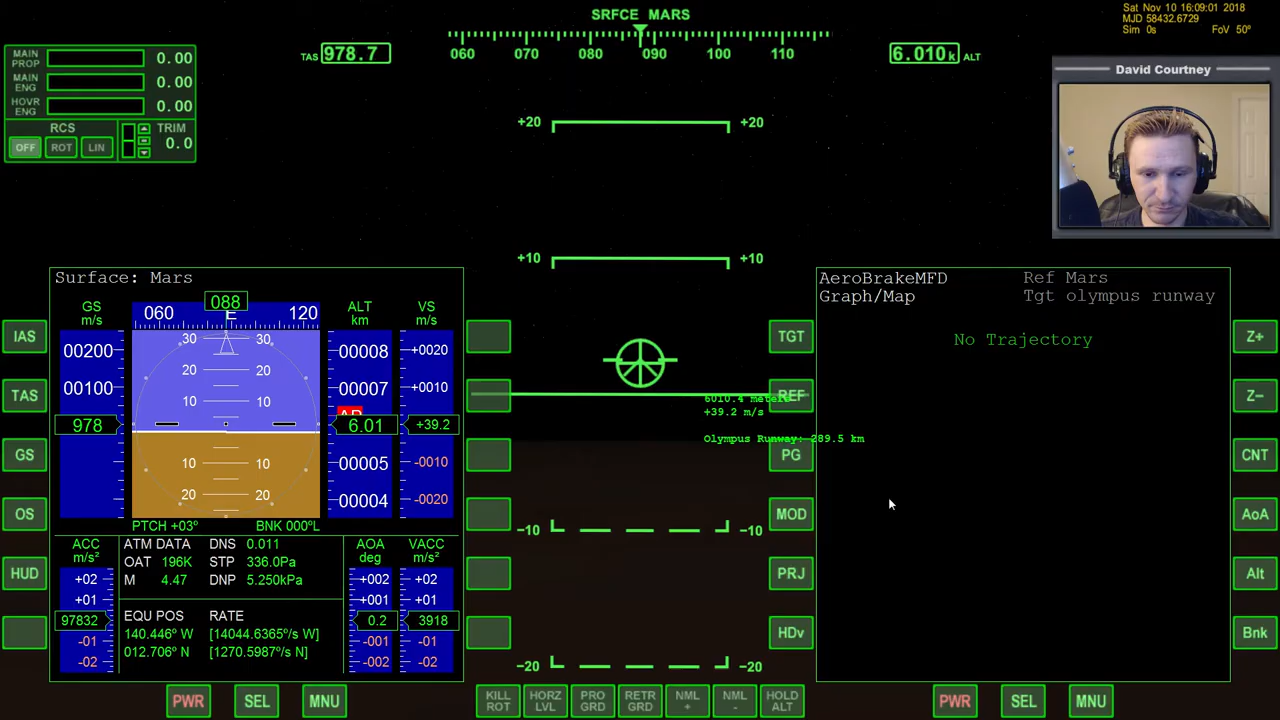 SRFCE MARS
Sat Nov 10 16:09:01 2018
MJD 58432.6729
Sim 0s FoV 50°
David Courtney
MAIN PROP 0.00
MAIN ENG 0.00
HOVR ENG 0.00
RCS TRIM
OFF ROT LIN 0.0
TAS 978.7
060 070 080 090 100 110
6.010k ALT
+20 +20
+10 +10
-10 -10
-20 -20
6010.4 meters
+39.2 m/s
Olympus Runway: 289.5 km
Surface: Mars
GS m/s
088
060 E 120
ALT km
VS m/s
30 30
20 20
10 10
10 10
20 20
00200
00100
978
00008
00007
6.01
00005
00004
+0020
+0010
+39.2
-0010
-0020
PTCH +03° BNK 000°L
ACC m/s²
+02
+01
97832
-01
-02
ATM DATA DNS 0.011
OAT 196K STP 336.0Pa
M 4.47 DNP 5.250kPa
EQU POS RATE
140.446° W [14044.6365°/s W]
012.706° N [1270.5987°/s N]
AOA deg
+002
+001
0.2
-001
-002
VACC m/s²
+02
+01
3918
-01
-02
IAS
TAS
GS
OS
HUD
PWR SEL MNU
AeroBrakeMFD Ref Mars
Graph/Map Tgt olympus runway
No Trajectory
TGT
REF
PG
MOD
PRJ
HDv
Z+
Z-
CNT
AoA
Alt
Bnk
PWR SEL MNU
KILL ROT
HORZ LVL
PRO GRD
RETR GRD
NML +
NML -
HOLD ALT